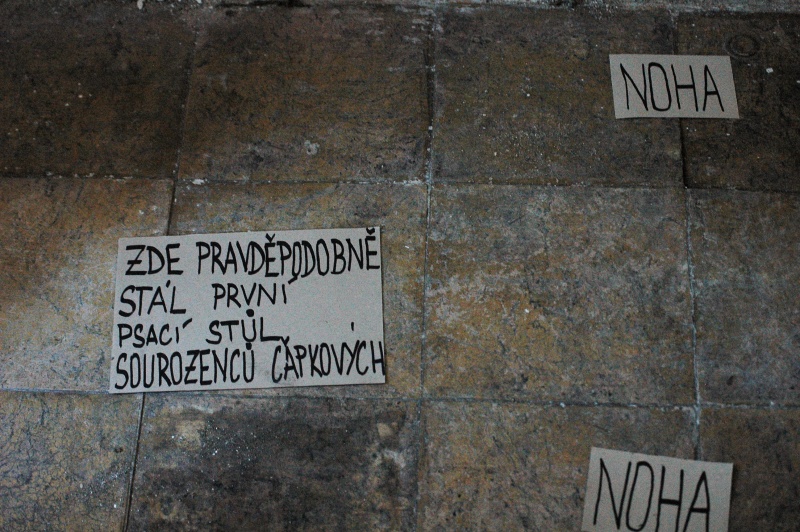 NOHA
ZDE PRAVDĚPODOBNĚ
STÁL PRVNÍ
PSACÍ STŮL
SOUROZENCŮ ČAPKOVÝCH
NOHA